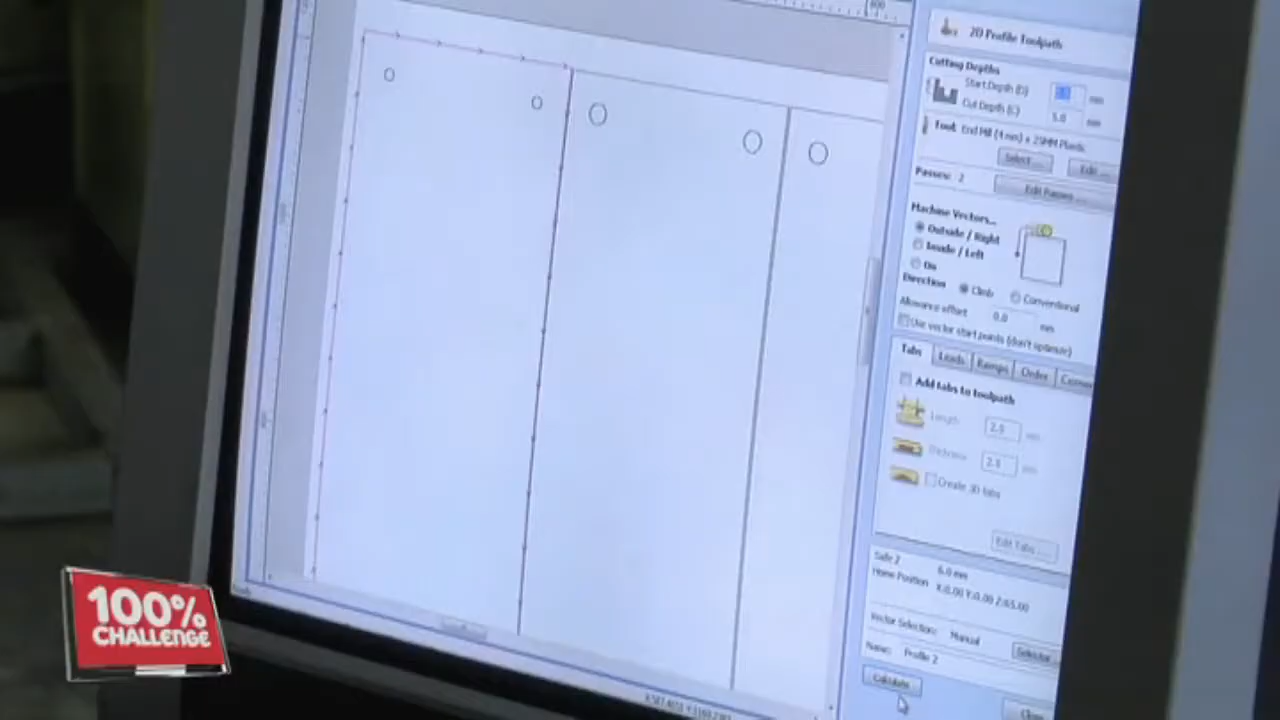 2D Profile Toolpath
Cutting Depths
Start Depth (D) mm
Cut Depth (C) 5.0 mm
Tool: End Mill (4 mm) x 25MM Plastic
Select ... Edit ...
Passes: 2
Edit Passes ...
Machine Vectors...
Outside / Right
Inside / Left
On
Direction Climb Conventional
Allowance offset 0.0 mm
Use vector start points (don't optimize)
Tabs Leads Ramps Order
Add tabs to toolpath
Length 2.0 mm
Thickness 2.0 mm
Create 3D tabs
Edit Tabs ...
Safe Z 6.0 mm
Home Position X:0.00 Y:0.00 Z:65.00
Vector Selection: Manual
Name: Profile 2
Calculate
100%
CHALLENGE